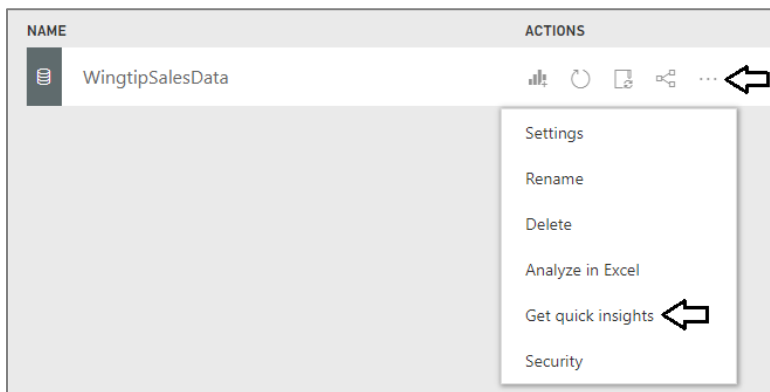 NAME ACTIONS
WingtipSalesData ...
Settings
Rename
Delete
Analyze in Excel
Get quick insights
Security